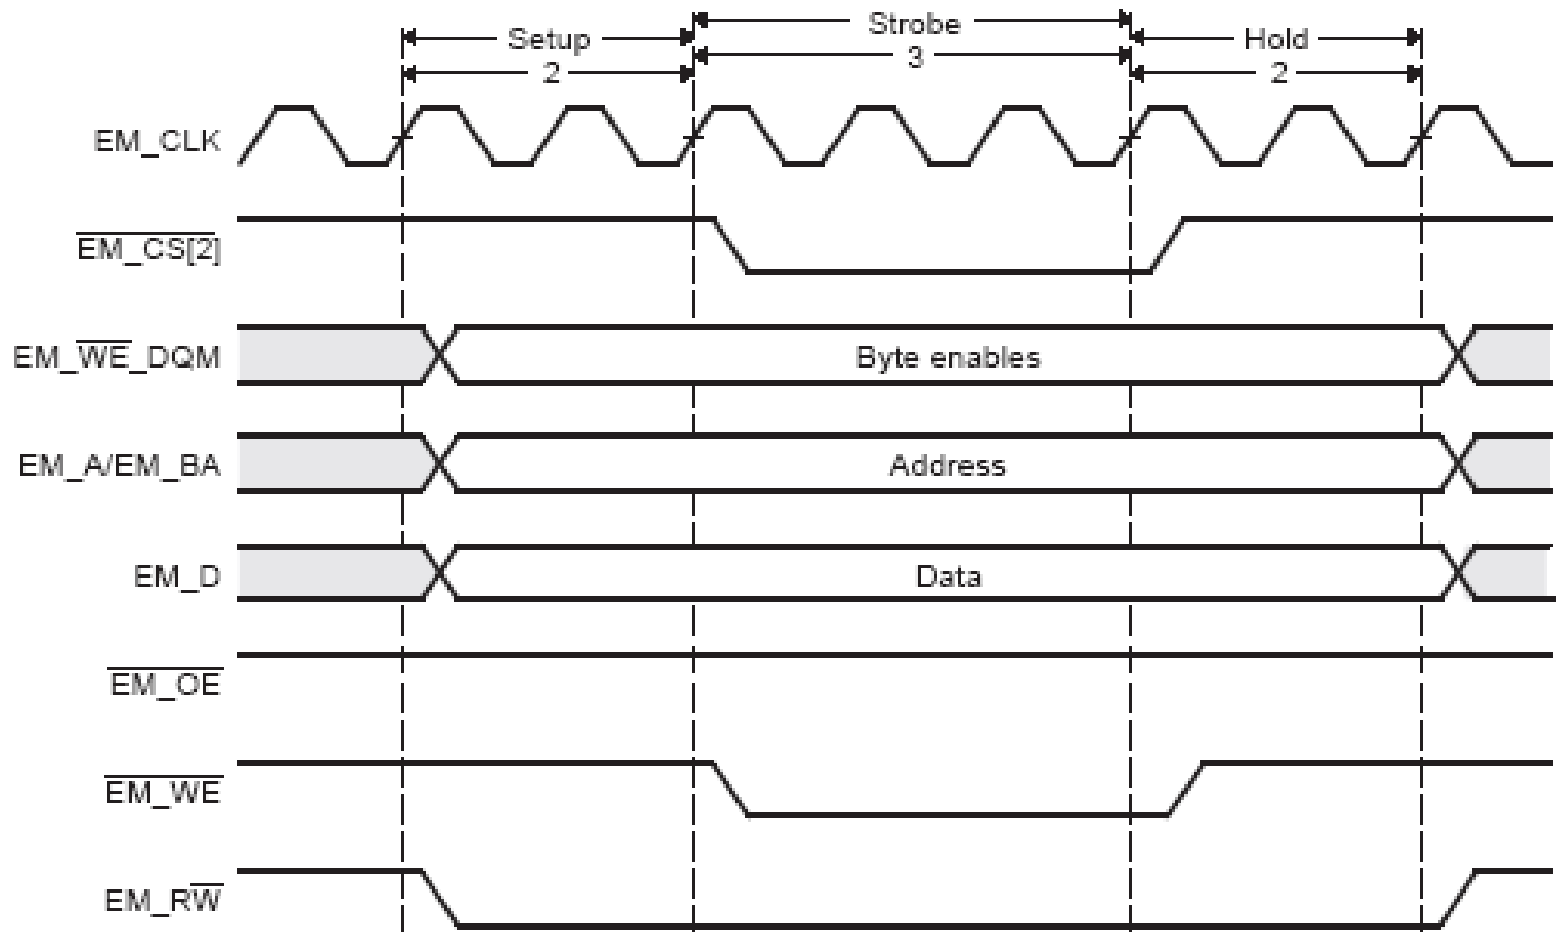 Strobe
Setup
Hold
3
2
2
EM_CLK
EM_CS[2]
EM_WE_DQM
Byte enables
EM_A/EM_BA
Address
EM_D
Data
EM_OE
EM_WE
EM_RW